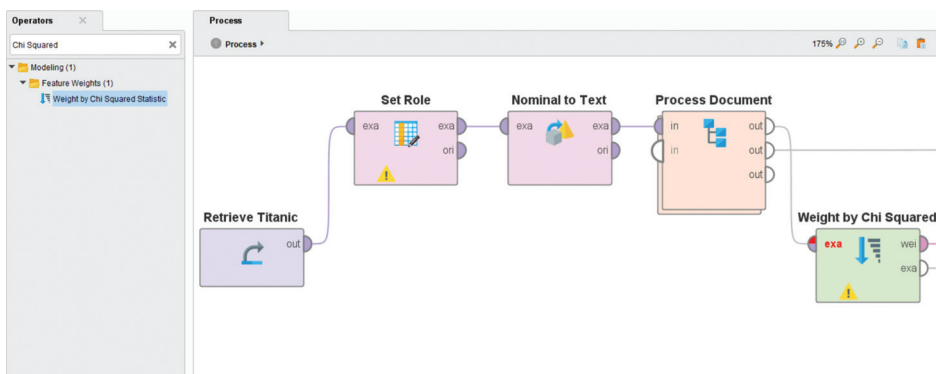 Operators
Process
Chi Squared
Process
175%
Modeling (1)
Feature Weights (1)
Weight by Chi Squared Statistic
Set Role
Nominal to Text
Process Document
exa
exa
ori
exa
exa
ori
in
in
out
out
out
Retrieve Titanic
out
Weight by Chi Squared
exa
wei
exa